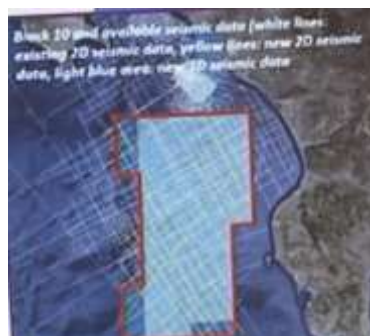 Block 10 and available seismic data (white lines:
existing 2D seismic data, yellow lines: new 2D seismic
data, light blue area: new 3D seismic data